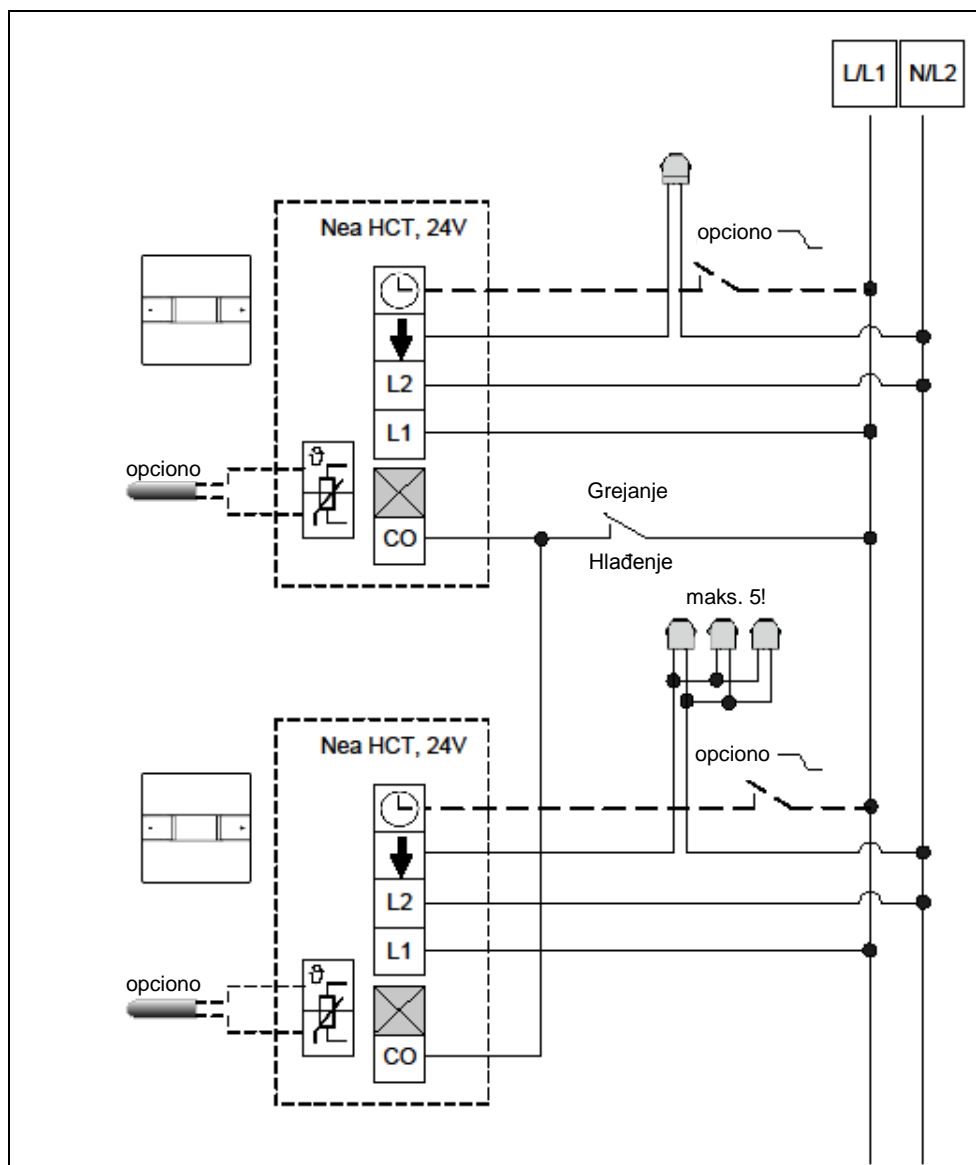 L/L1 N/L2
Nea HCT, 24V
opciono
- +
L2
L1
opciono
CO
Grejanje
Hlađenje
maks. 5!
Nea HCT, 24V
opciono
- +
L2
L1
opciono
CO